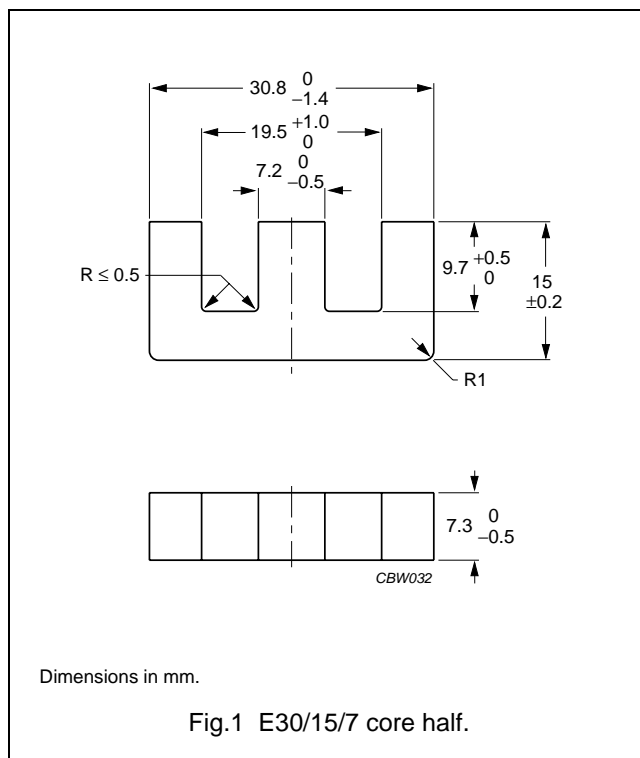 30.8 0 −1.4
19.5 +1.0 0
7.2 0 −0.5
R ≤ 0.5
9.7 +0.5 0
15 ±0.2
R1
7.3 0 −0.5
CBW032
Dimensions in mm.
Fig.1 E30/15/7 core half.